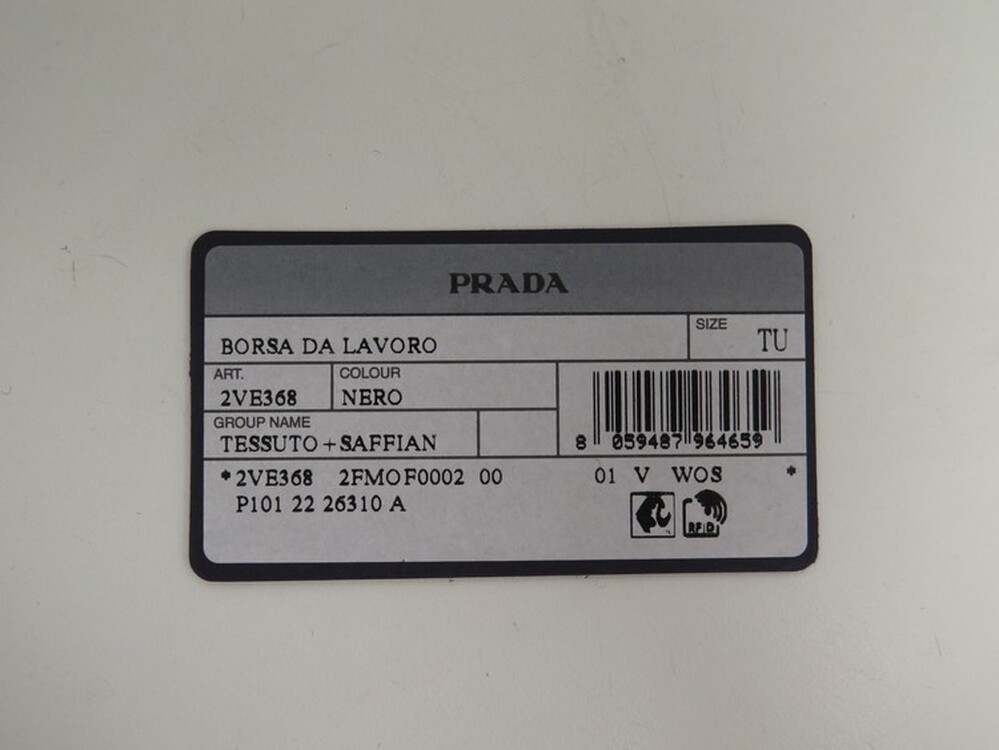 PRADA
BORSA DA LAVORO
SIZE
TU
ART.
2VE368
COLOUR
NERO
GROUP NAME
TESSUTO+SAFFIAN
8 059487 964659
*2VE368 2FMOF0002 00 01 V WOS *
P101 22 26310 A
RFID